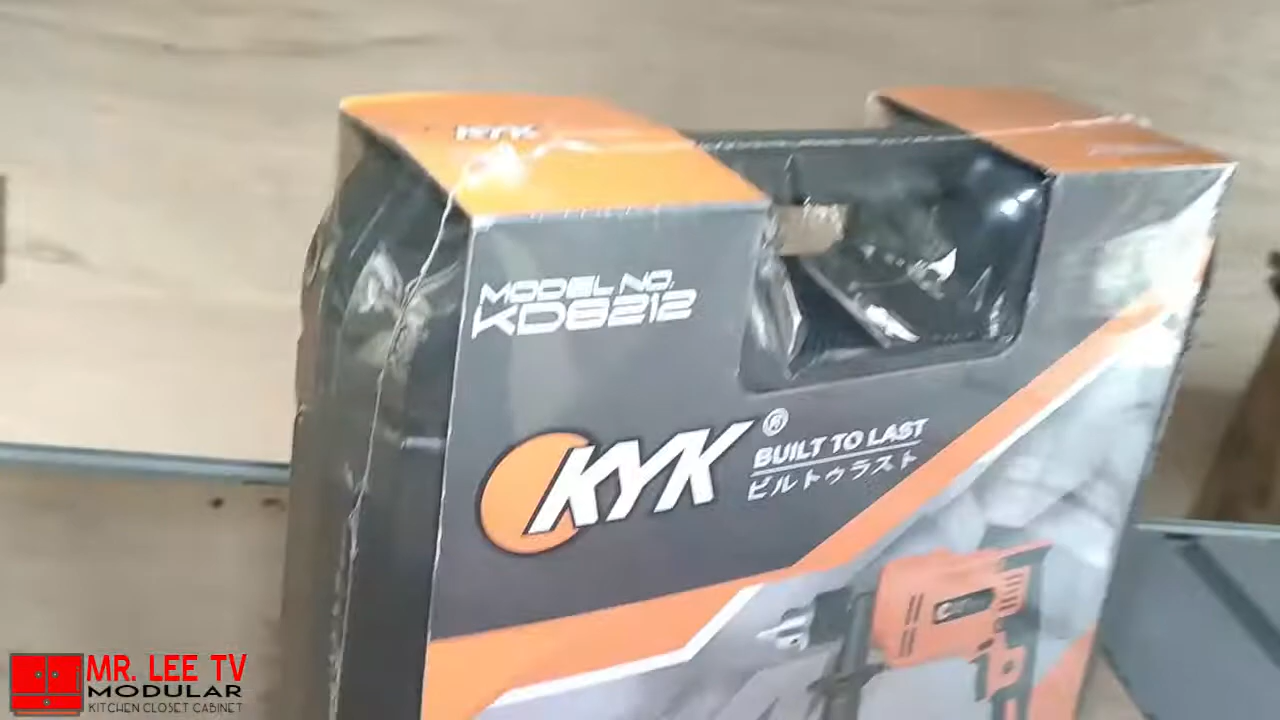 KYK
MODEL NO.
KD8212
KYK ®
BUILT TO LAST
ビルトゥラスト
MR. LEE TV
MODULAR
KITCHEN CLOSET CABINET